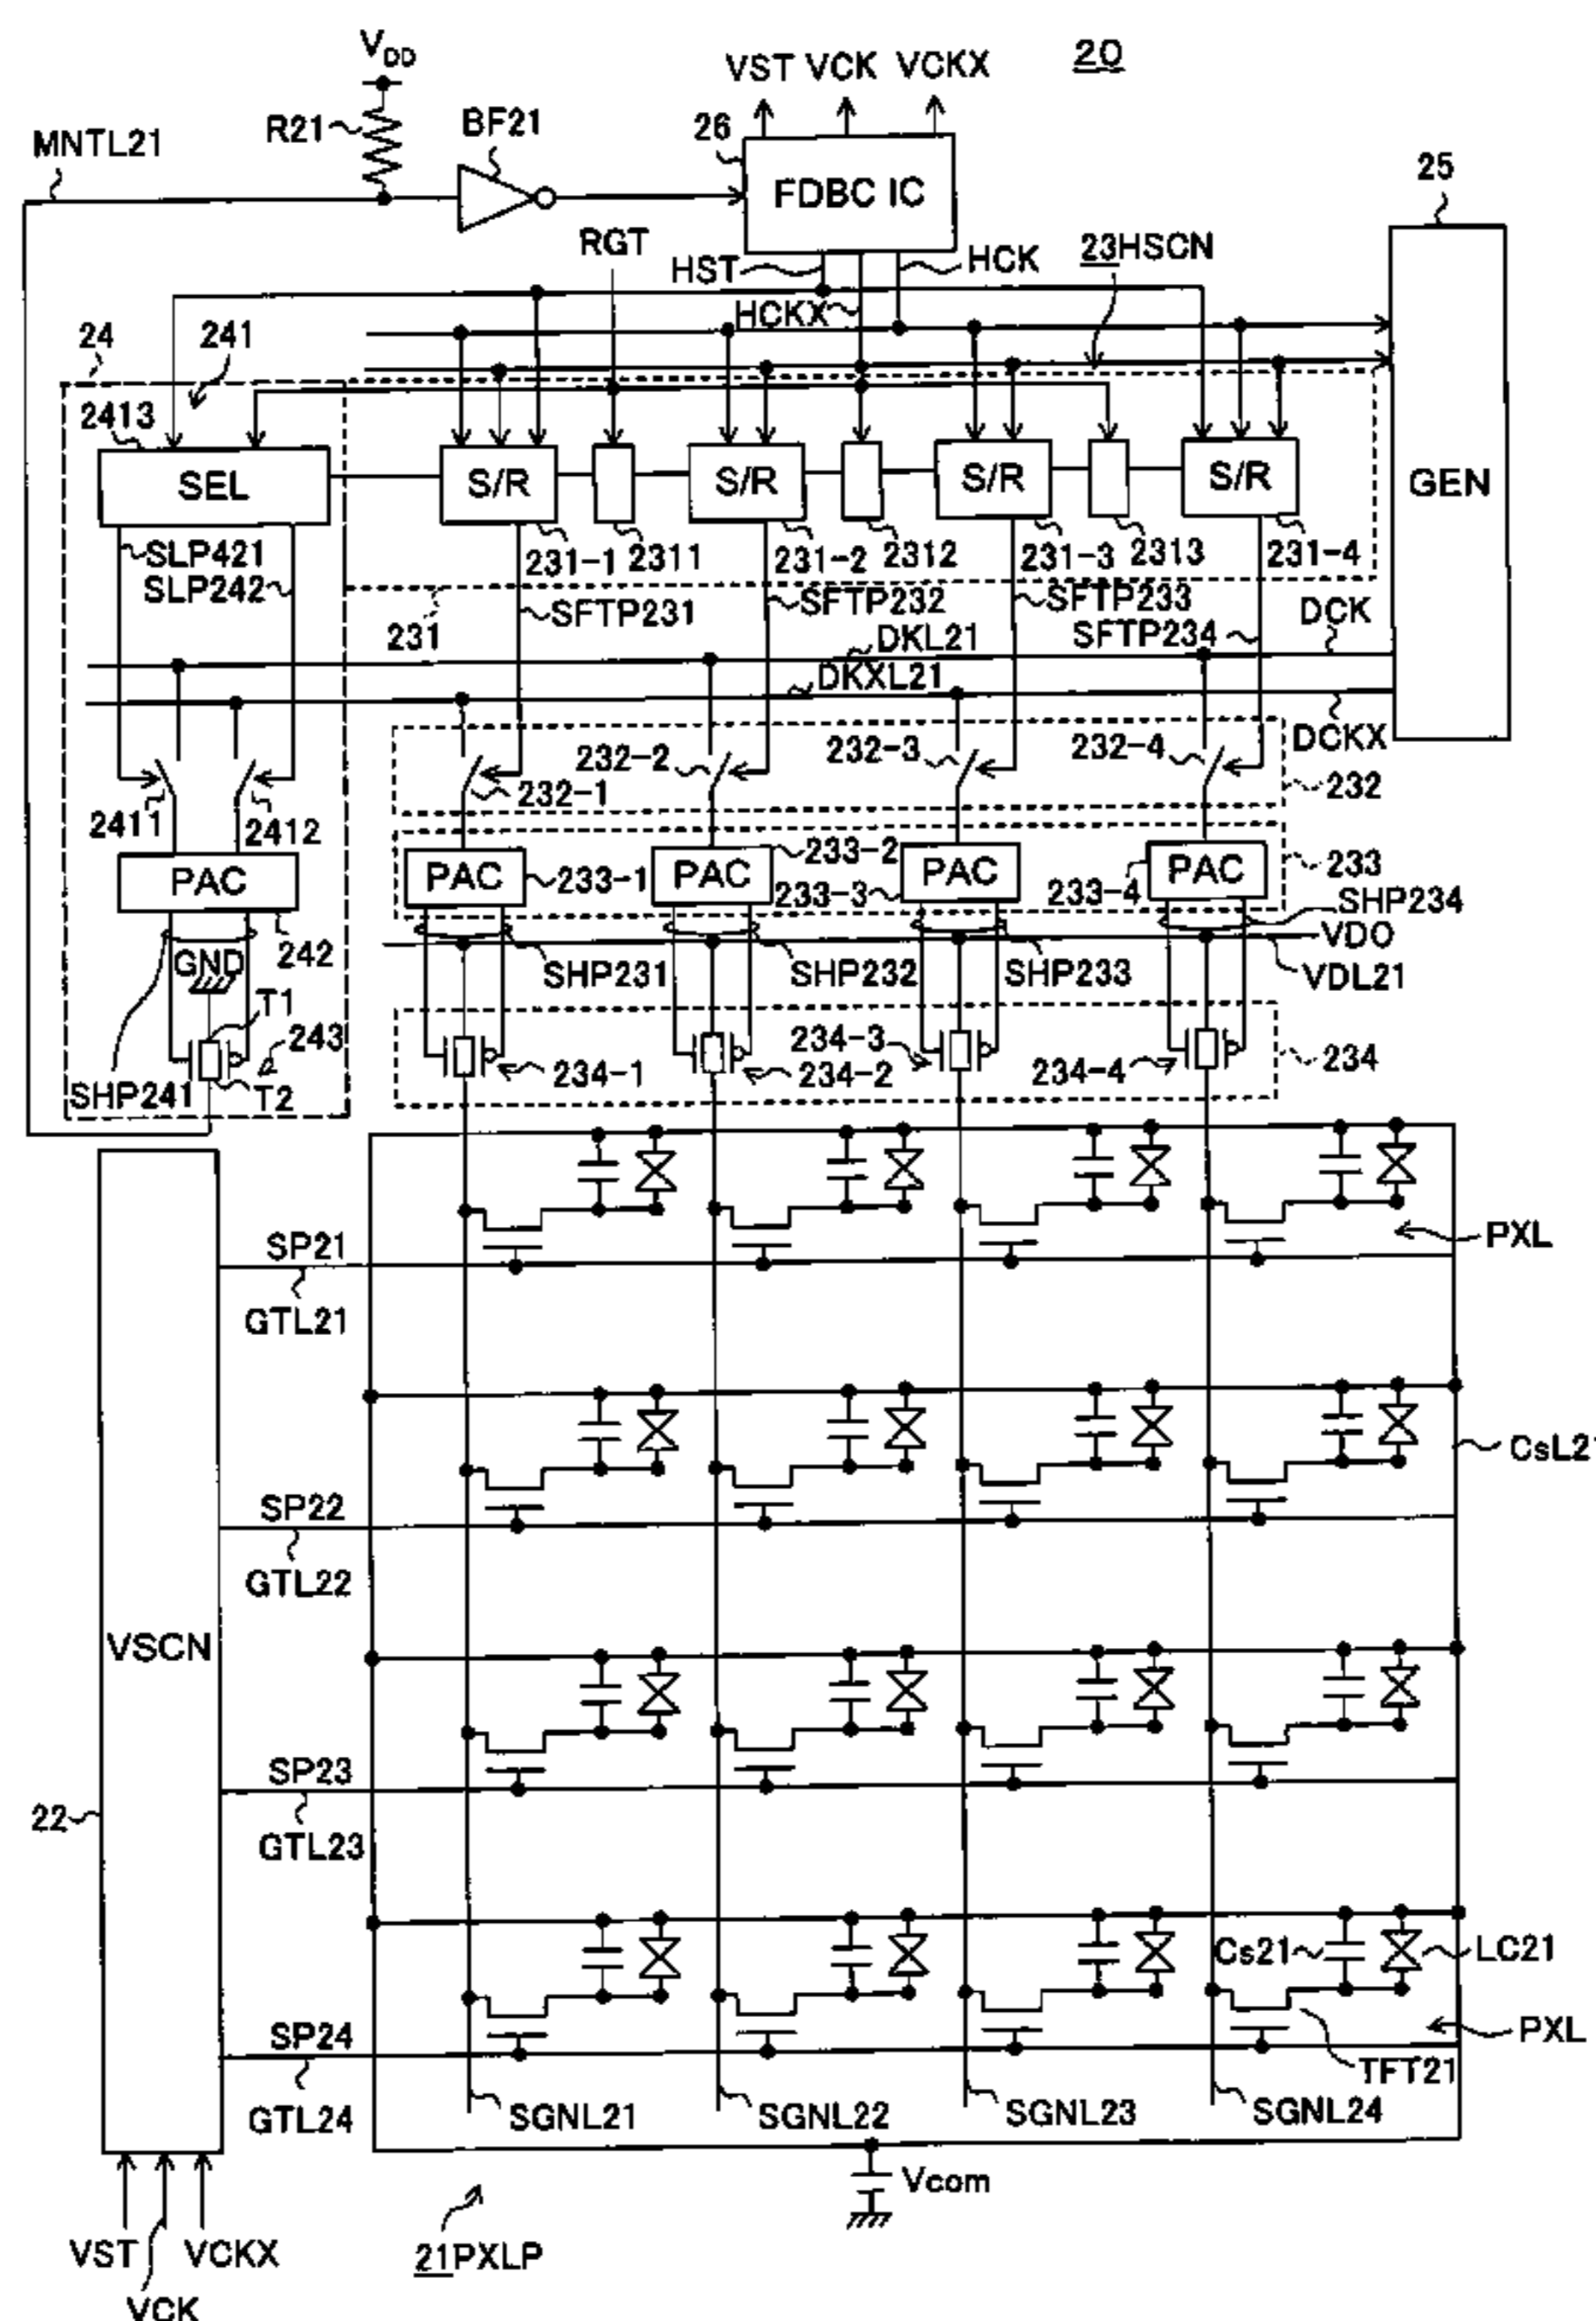 20
VDD
VST VCK VCKX
R21
BF21
26
MNTL21
FDBC IC
25
RGT
HST
HCK
23HSCN
HCKX
24
241
2413
SEL
S/R
S/R
S/R
S/R
GEN
SLP421
231-1
2311
231-2
2312
231-3
2313
231-4
SLP242
231
SFTP231
SFTP232
SFTP233
SFTP234
DCK
DKL21
DKXL21
DCKX
232-1
232-2
232-3
232-4
232
2411
2412
PAC
PAC
233-1
PAC
233-2
233-3
PAC
233-4
PAC
233
SHP234
VDO
242
GND
SHP231
SHP232
SHP233
VDL21
T1
243
SHP241
T2
234-1
234-2
234-3
234-4
234
SP21
PXL
GTL21
CsL2
SP22
GTL22
VSCN
SP23
22
GTL23
Cs21
LC21
SP24
PXL
TFT21
GTL24
SGNL21
SGNL22
SGNL23
SGNL24
Vcom
VST
VCKX
21PXLP
VCK